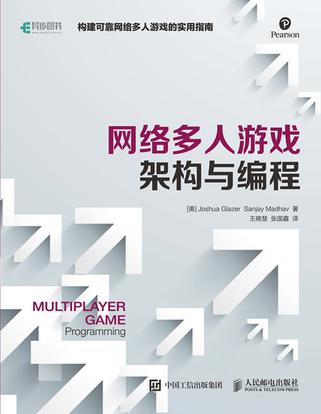 异步图书
构建可靠网络多人游戏的实用指南
Pearson
网络多人游戏
架构与编程
[美] Joshua Glazer Sanjay Madhav 著
王晓慧 张国鑫 译
MULTIPLAYER
GAME
Programming
中国工信出版集团
人民邮电出版社